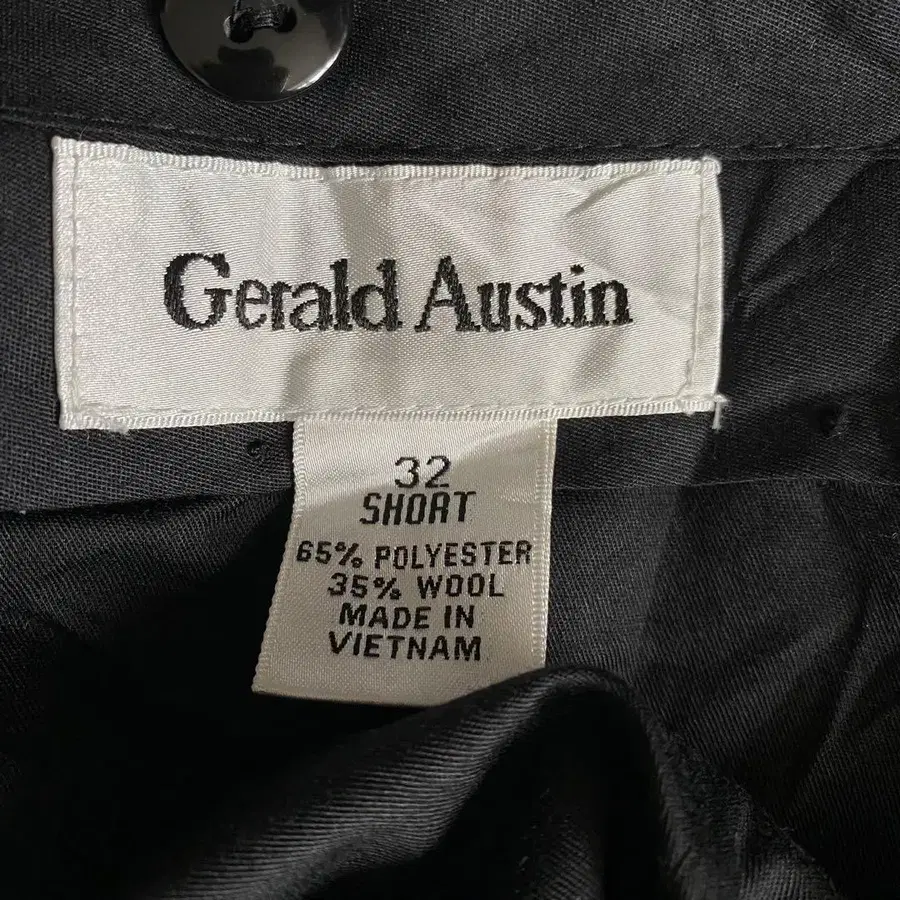 Gerald Austin
32
SHORT
65% POLYESTER
35% WOOL
MADE IN
VIETNAM